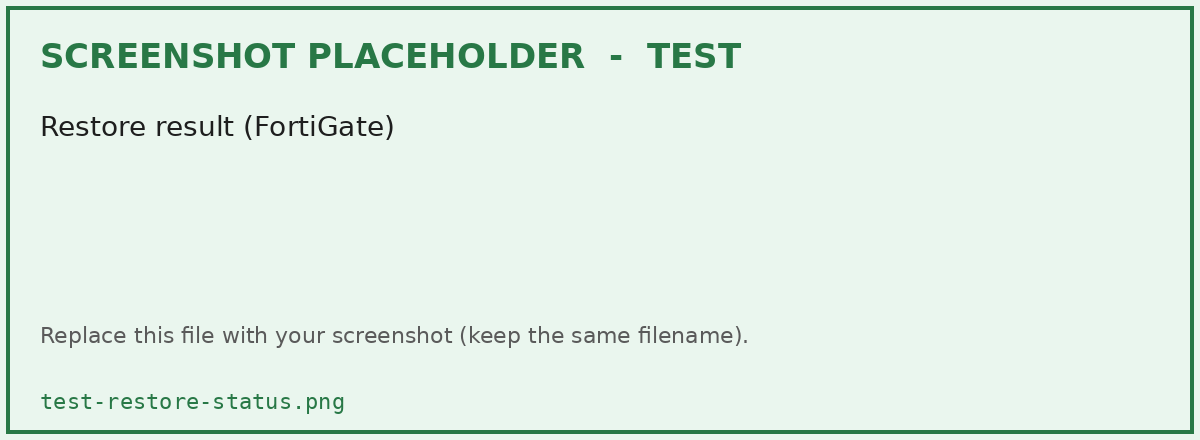 SCREENSHOT PLACEHOLDER - TEST
Restore result (FortiGate)
Replace this file with your screenshot (keep the same filename).
test-restore-status.png